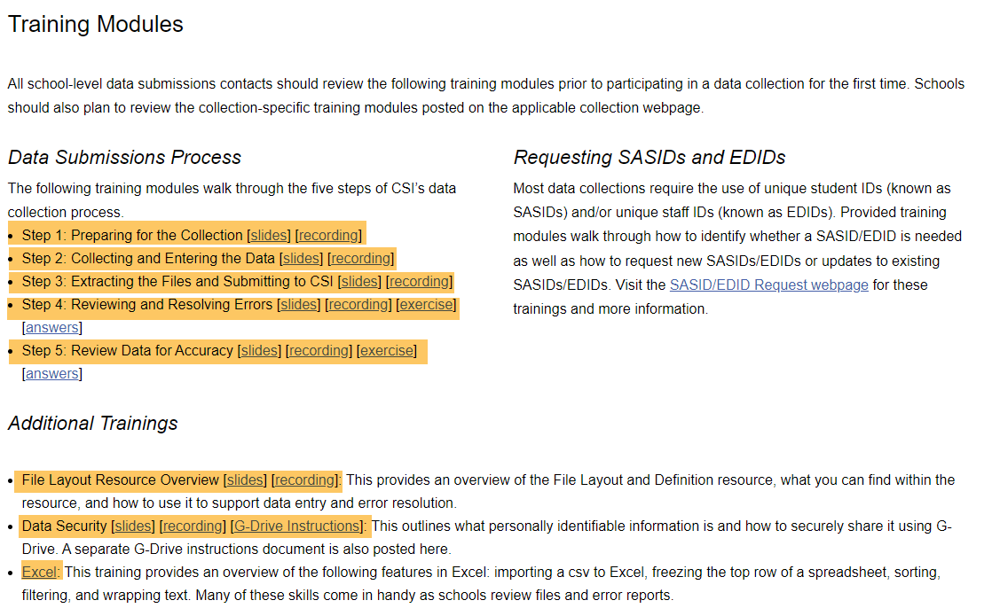 Training Modules
All school-level data submissions contacts should review the following training modules prior to participating in a data collection for the first time. Schools
should also plan to review the collection-specific training modules posted on the applicable collection webpage.
Data Submissions Process
The following training modules walk through the five steps of CSI's data
collection process.
• Step 1: Preparing for the Collection [slides] [recording]
• Step 2: Collecting and Entering the Data [slides] [recording]
• Step 3: Extracting the Files and Submitting to CSI [slides] [recording]
• Step 4: Reviewing and Resolving Errors [slides] [recording] [exercise]
[answers]
• Step 5: Review Data for Accuracy [slides] [recording] [exercise]
[answers]
Requesting SASIDs and EDIDs
Most data collections require the use of unique student IDs (known as
SASIDs) and/or unique staff IDs (known as EDIDs). Provided training
modules walk through how to identify whether a SASID/EDID is needed
as well as how to request new SASIDs/EDIDs or updates to existing
SASIDs/EDIDs. Visit the SASID/EDID Request webpage for these
trainings and more information.
Additional Trainings
• File Layout Resource Overview [slides] [recording]: This provides an overview of the File Layout and Definition resource, what you can find within the
resource, and how to use it to support data entry and error resolution.
• Data Security [slides] [recording] [G-Drive Instructions]: This outlines what personally identifiable information is and how to securely share it using G-
Drive. A separate G-Drive instructions document is also posted here.
• Excel: This training provides an overview of the following features in Excel: importing a csv to Excel, freezing the top row of a spreadsheet, sorting,
filtering, and wrapping text. Many of these skills come in handy as schools review files and error reports.